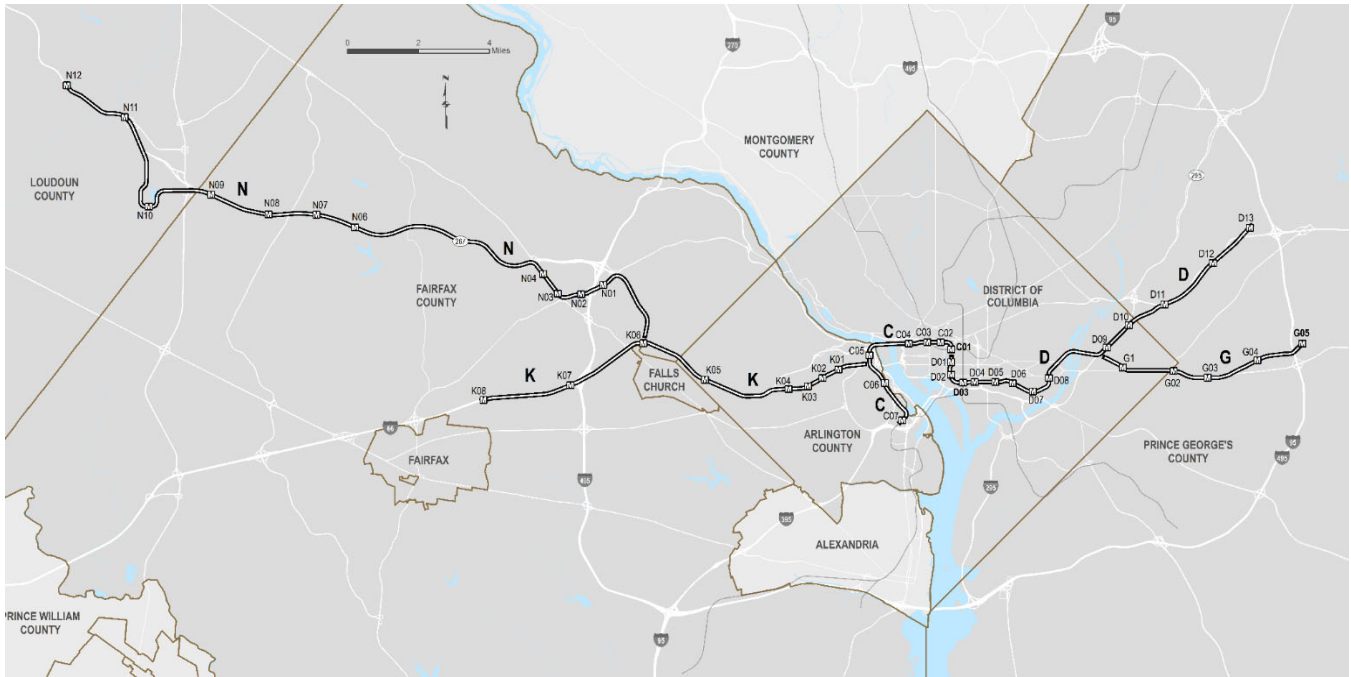 0 2 4
Miles
N
95
270
495
MONTGOMERY
COUNTY
N12
N11
LOUDOUN
COUNTY
N10
N09
N
N08
N07
N06
267
N
N04
N03
N02
N01
FAIRFAX
COUNTY
295
D13
D12
D
D11
D10
D09
DISTRICT OF
COLUMBIA
G05
G04
G
G03
G02
G1
D
D08
D07
D06
D05
D04
D03
D02
D01
C01
C02
C03
C04
C
C05
C06
C
C07
K01
K02
K03
K04
K
K05
K06
FALLS
CHURCH
K07
K
K08
66
FAIRFAX
495
ARLINGTON
COUNTY
PRINCE GEORGE'S
COUNTY
95
495
295
395
ALEXANDRIA
PRINCE WILLIAM
COUNTY
95